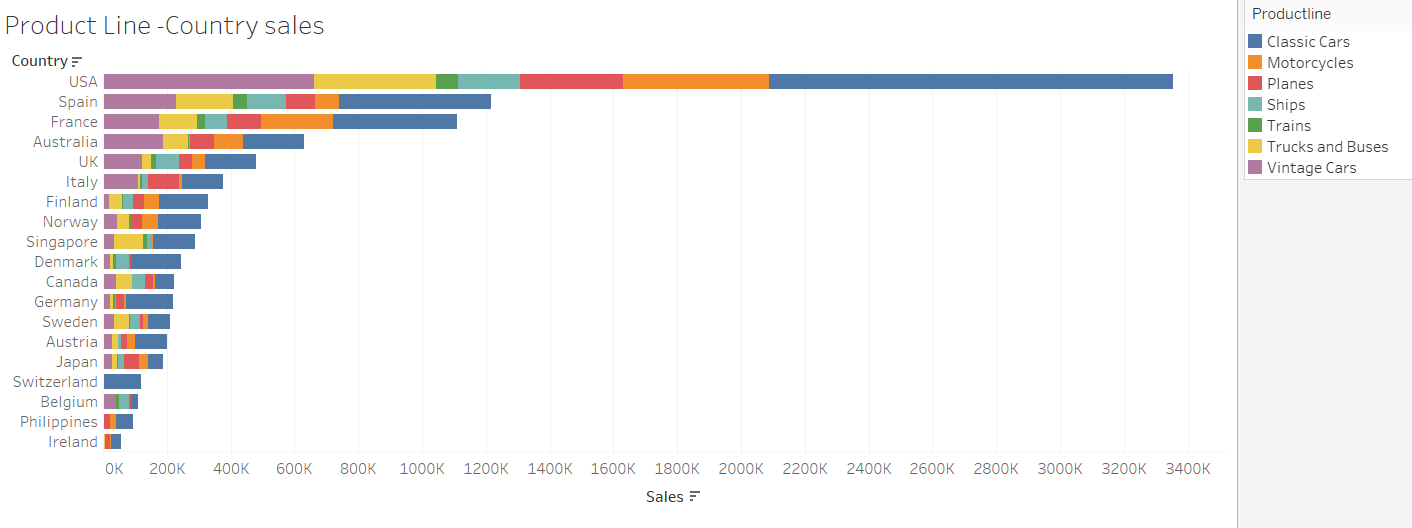 Product Line -Country sales
Country
USA
Spain
France
Australia
UK
Italy
Finland
Norway
Singapore
Denmark
Canada
Germany
Sweden
Austria
Japan
Switzerland
Belgium
Philippines
Ireland
0K 200K 400K 600K 800K 1000K 1200K 1400K 1600K 1800K 2000K 2200K 2400K 2600K 2800K 3000K 3200K 3400K
Sales
Productline
Classic Cars
Motorcycles
Planes
Ships
Trains
Trucks and Buses
Vintage Cars